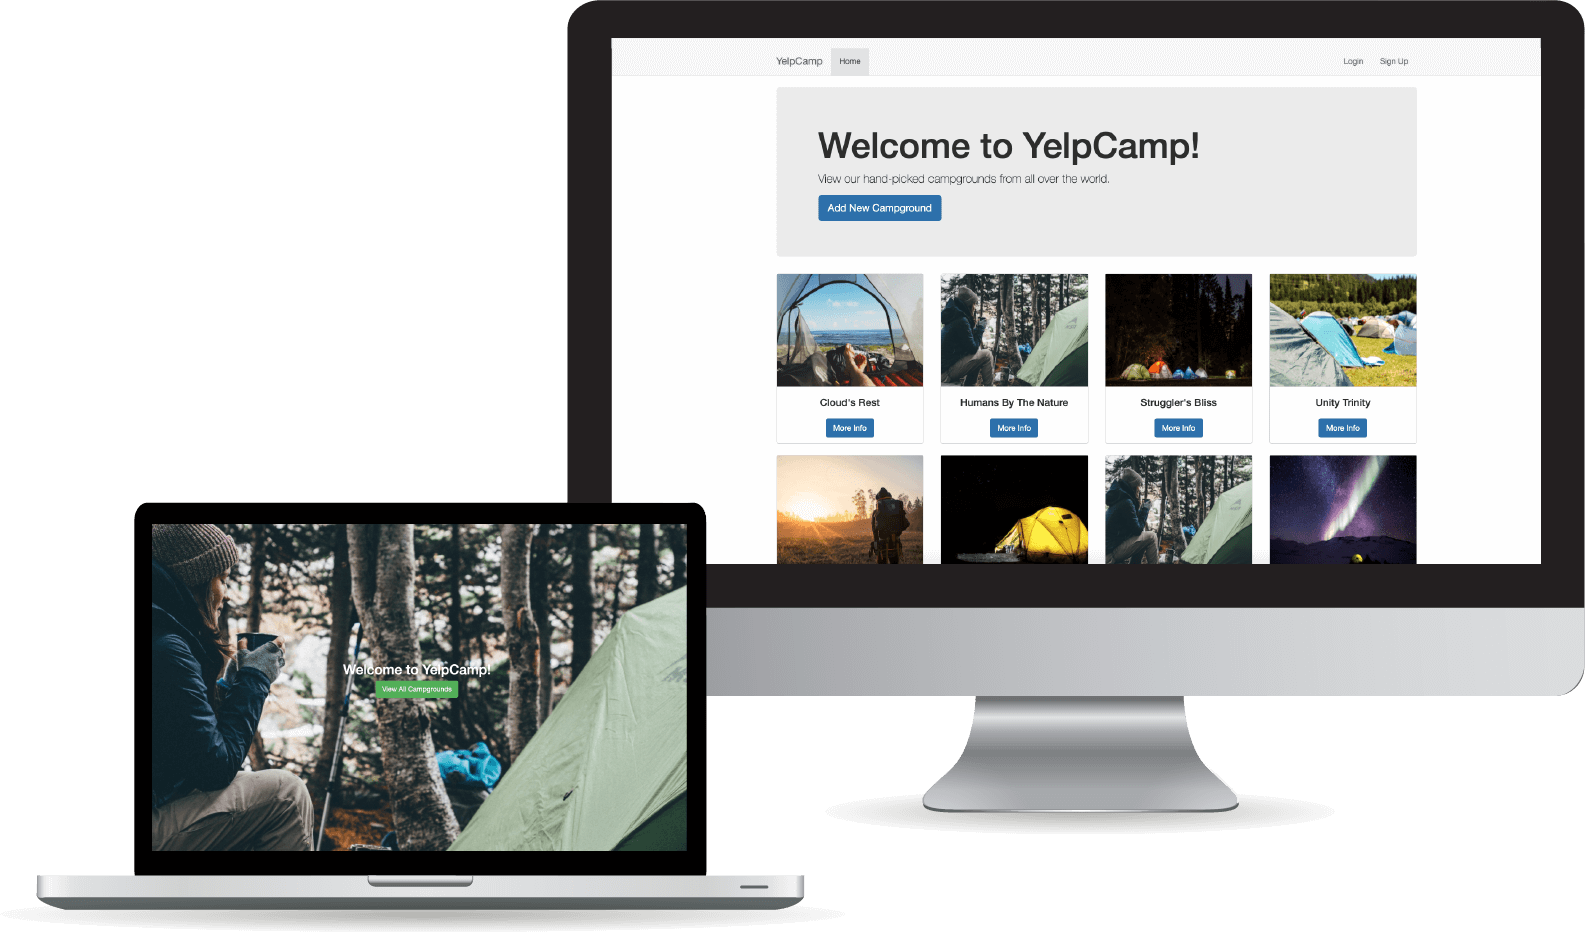 YelpCamp Home Login Sign Up
Welcome to YelpCamp!
View our hand-picked campgrounds from all over the world.
Add New Campground
Cloud's Rest Humans By The Nature Struggler's Bliss Unity Trinity
More Info More Info More Info More Info
Welcome to YelpCamp!
View All Campgrounds